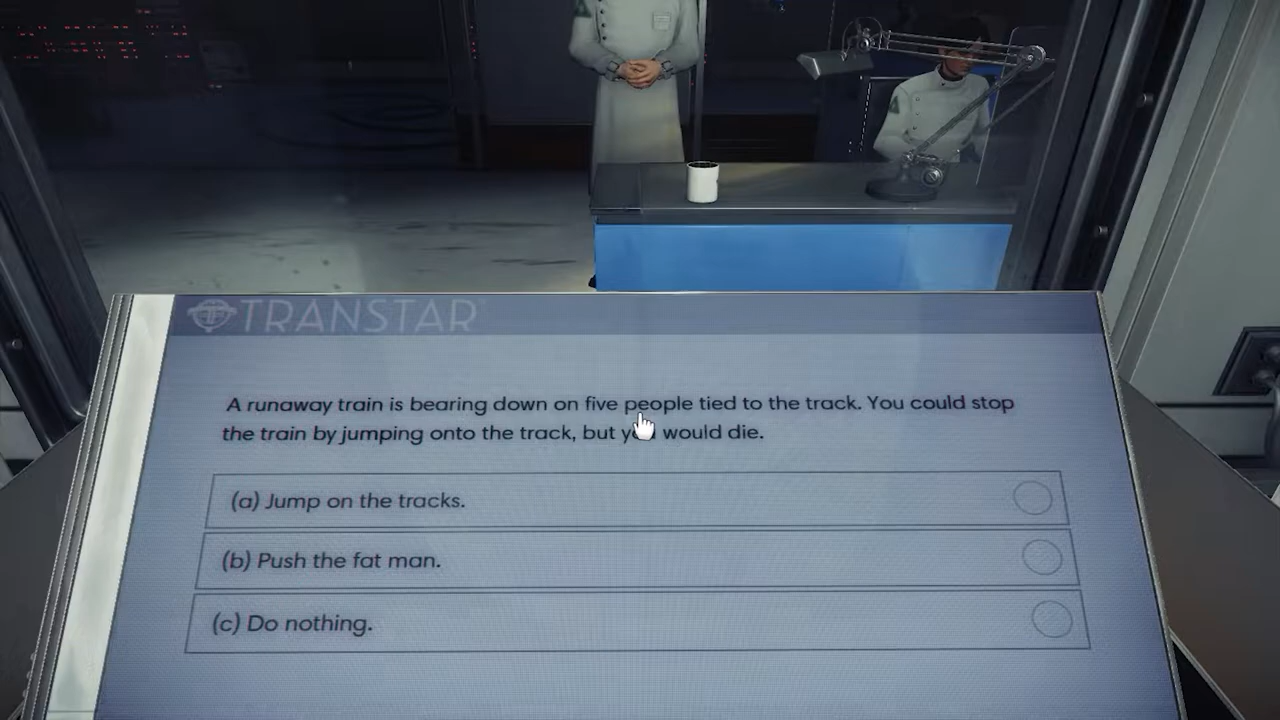 TRANSTAR
A runaway train is bearing down on five people tied to the track. You could stop
the train by jumping onto the track, but you would die.
(a) Jump on the tracks.
(b) Push the fat man.
(c) Do nothing.